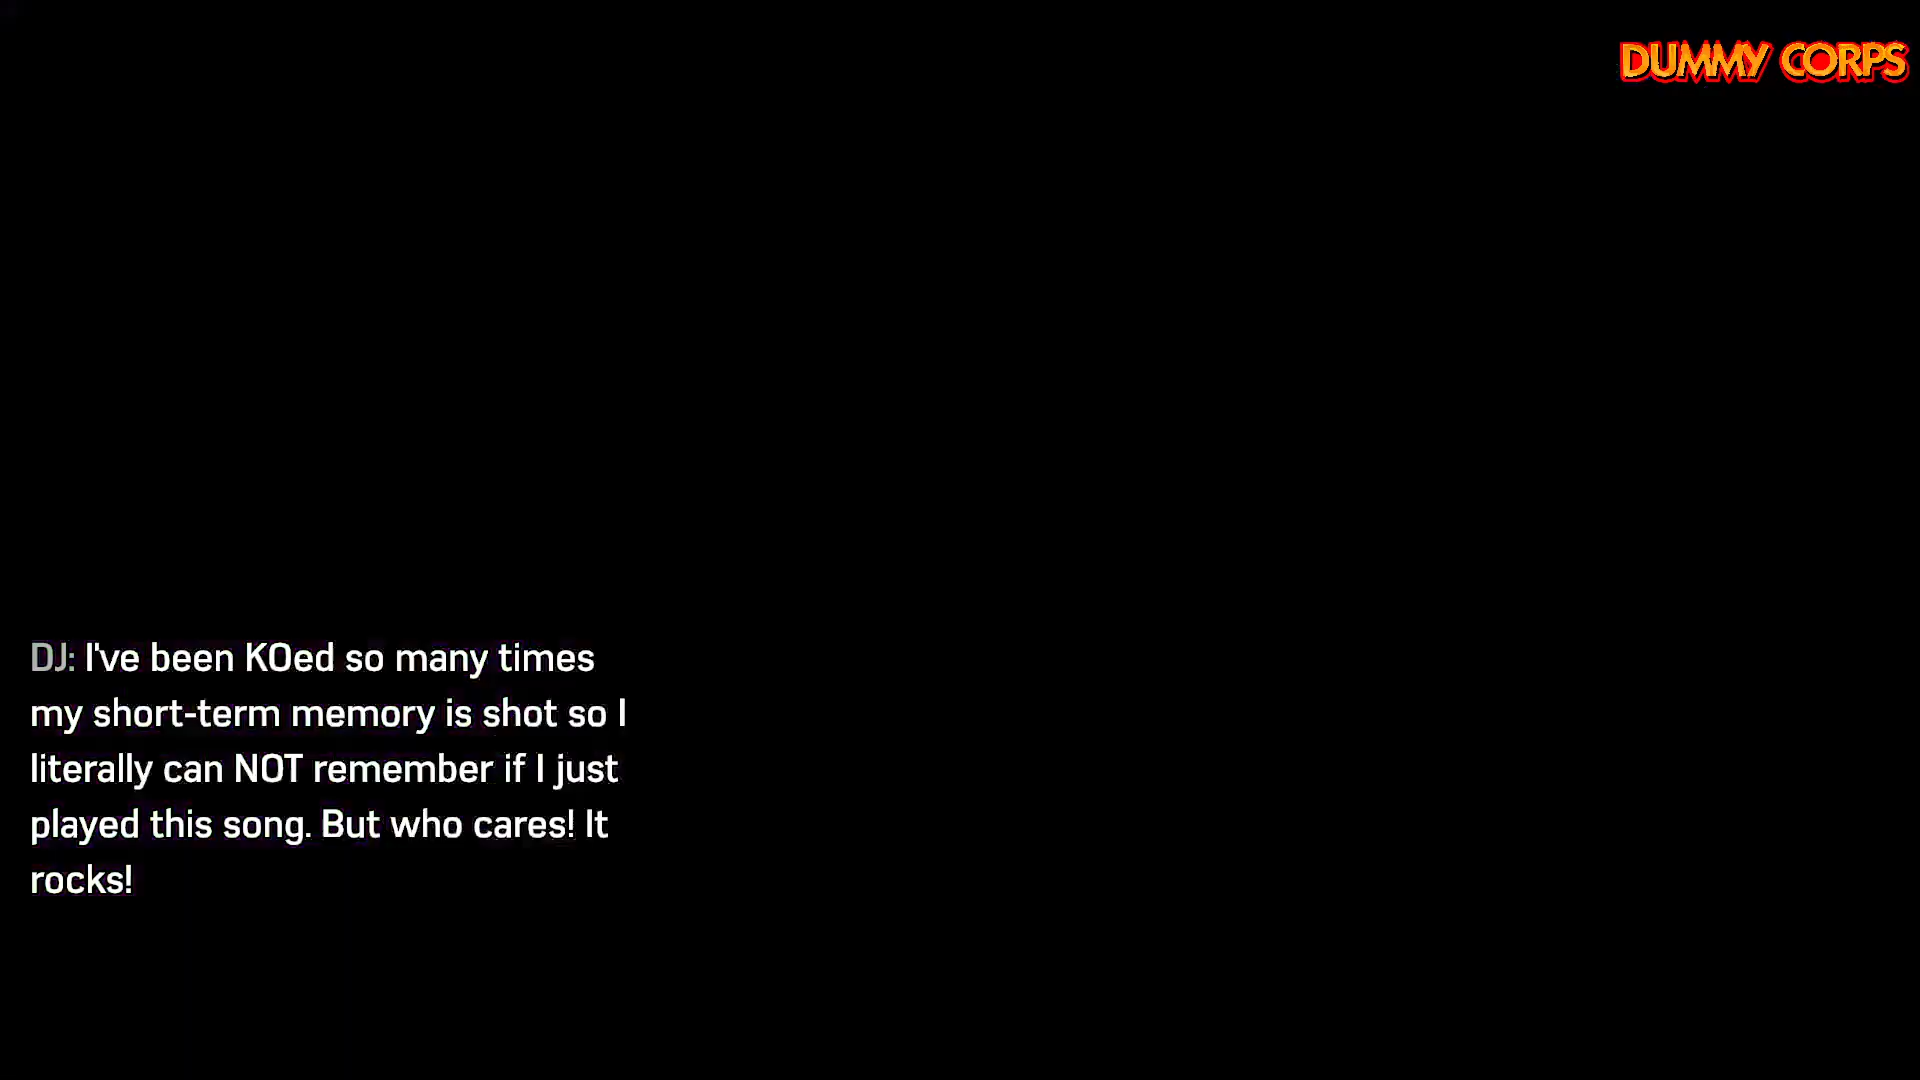 DUMMY CORPS
DJ: I've been KOed so many times
my short-term memory is shot so I
literally can NOT remember if I just
played this song. But who cares! It
rocks!